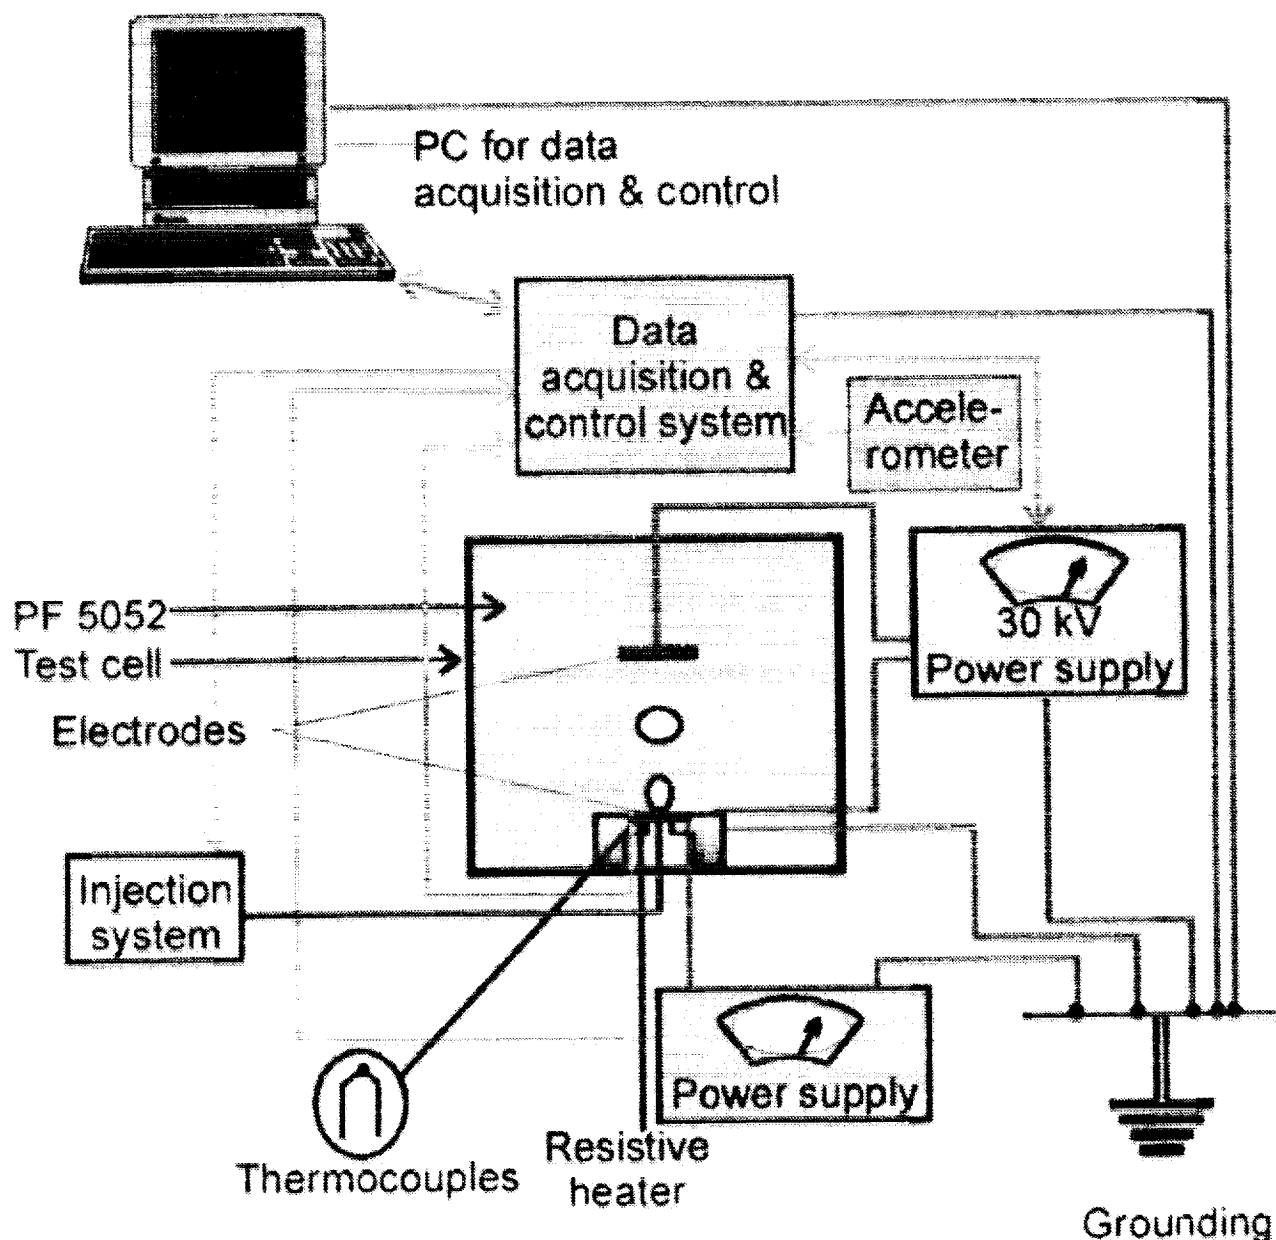 PC for data
acquisition & control
Data
acquisition &
control system
Accele-
rometer
PF 5052
Test cell
Electrodes
30 kV
Power supply
Injection
system
Power supply
Thermocouples
Resistive
heater
Grounding